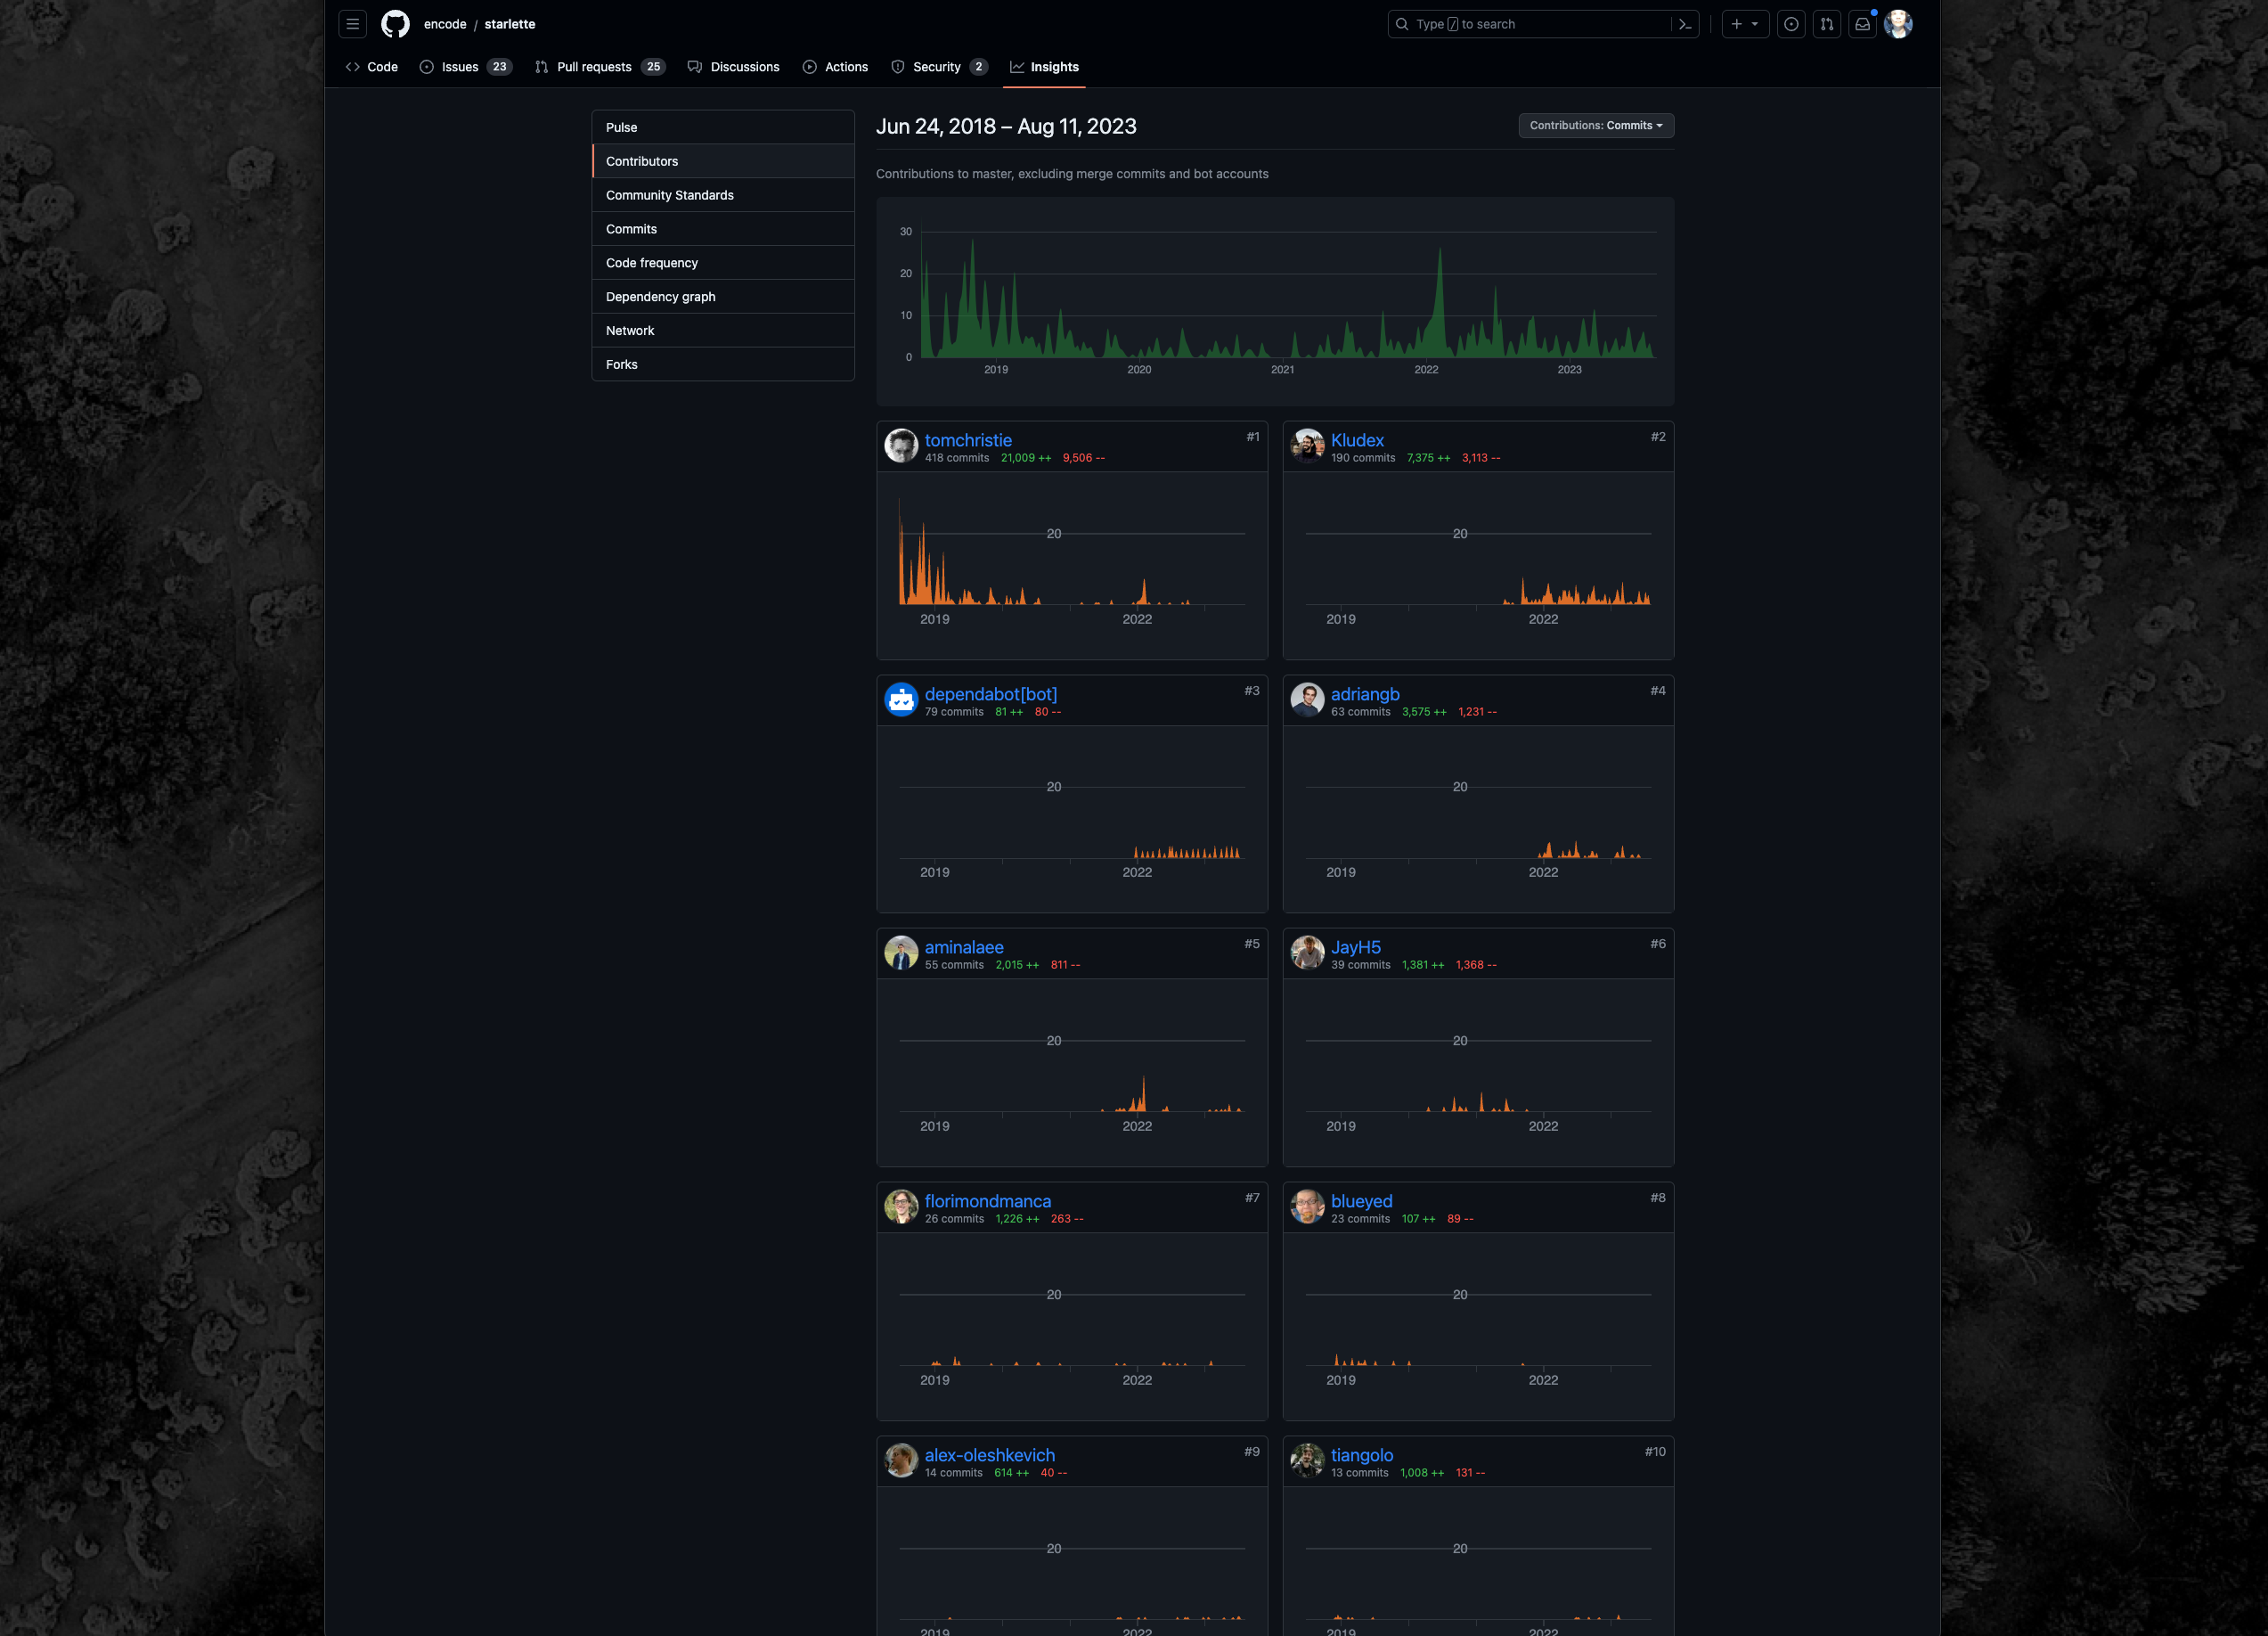 encode / starlette
Type / to search
Code
Issues 23
Pull requests 25
Discussions
Actions
Security 2
Insights
Pulse
Contributors
Community Standards
Commits
Code frequency
Dependency graph
Network
Forks
Jun 24, 2018 – Aug 11, 2023
Contributions: Commits
Contributions to master, excluding merge commits and bot accounts
30
20
10
0
2019 2020 2021 2022 2023
tomchristie #1
418 commits 21,009 ++ 9,506 --
20
2019 2022
Kludex #2
190 commits 7,375 ++ 3,113 --
20
2019 2022
dependabot[bot] #3
79 commits 81 ++ 80 --
20
2019 2022
adriangb #4
63 commits 3,575 ++ 1,231 --
20
2019 2022
aminalaee #5
55 commits 2,015 ++ 811 --
20
2019 2022
JayH5 #6
39 commits 1,381 ++ 1,368 --
20
2019 2022
florimondmanca #7
26 commits 1,226 ++ 263 --
20
2019 2022
blueyed #8
23 commits 107 ++ 89 --
20
2019 2022
alex-oleshkevich #9
14 commits 614 ++ 40 --
20
2019 2022
tiangolo #10
13 commits 1,008 ++ 131 --
20
2019 2022